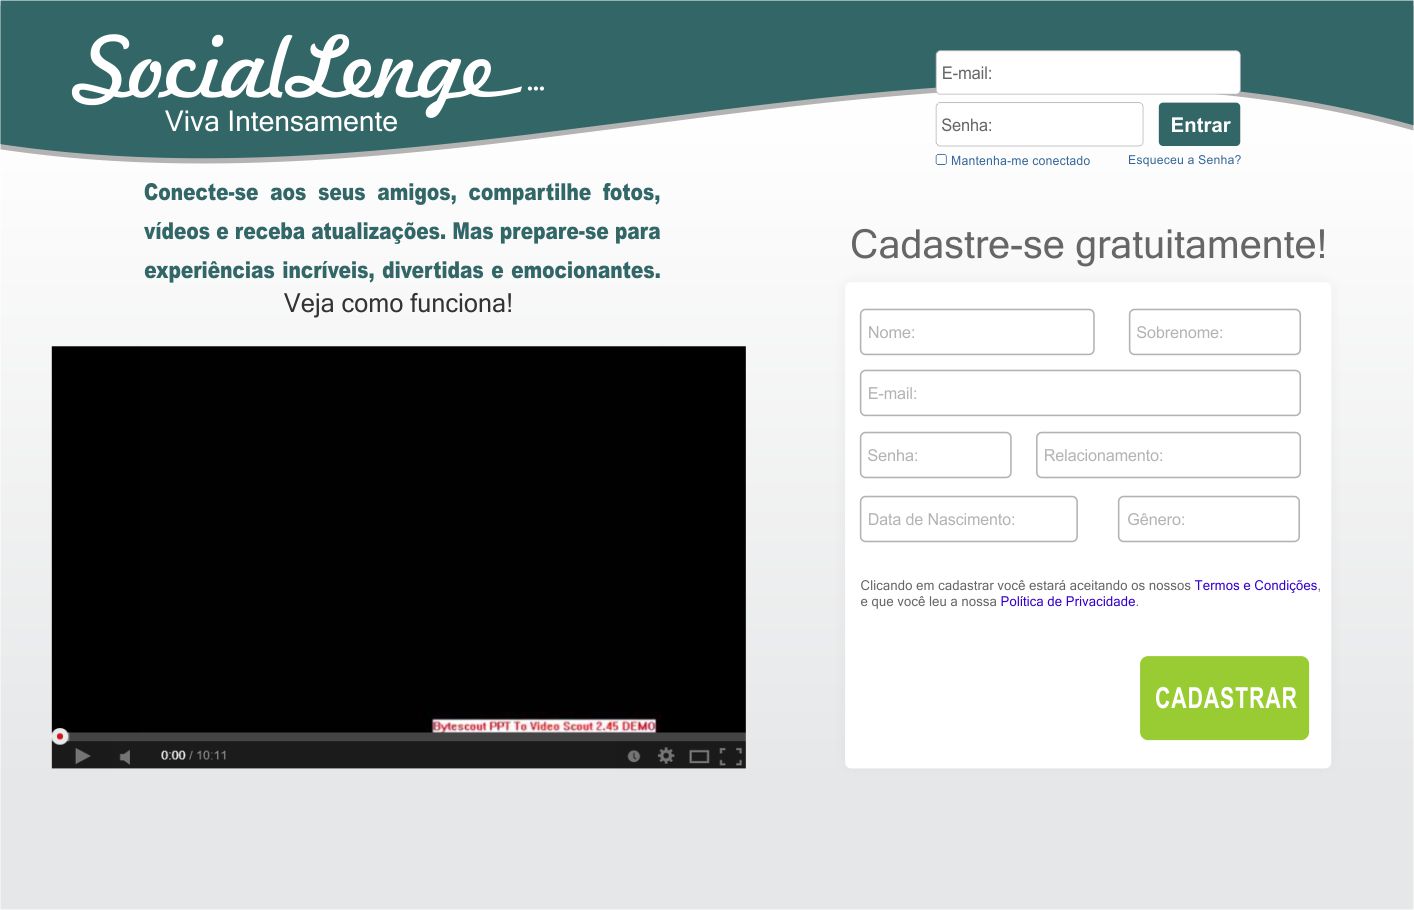 SocialLenge...
Viva Intensamente
E-mail:
Senha:
Entrar
Mantenha-me conectado
Esqueceu a Senha?
Conecte-se aos seus amigos, compartilhe fotos,
vídeos e receba atualizações. Mas prepare-se para
experiências incríveis, divertidas e emocionantes.
Veja como funciona!
Bytescout PPT To Video Scout 2.45 DEMO
0:00 / 10:11
Cadastre-se gratuitamente!
Nome:
Sobrenome:
E-mail:
Senha:
Relacionamento:
Data de Nascimento:
Gênero:
Clicando em cadastrar você estará aceitando os nossos Termos e Condições,
e que você leu a nossa Política de Privacidade.
CADASTRAR